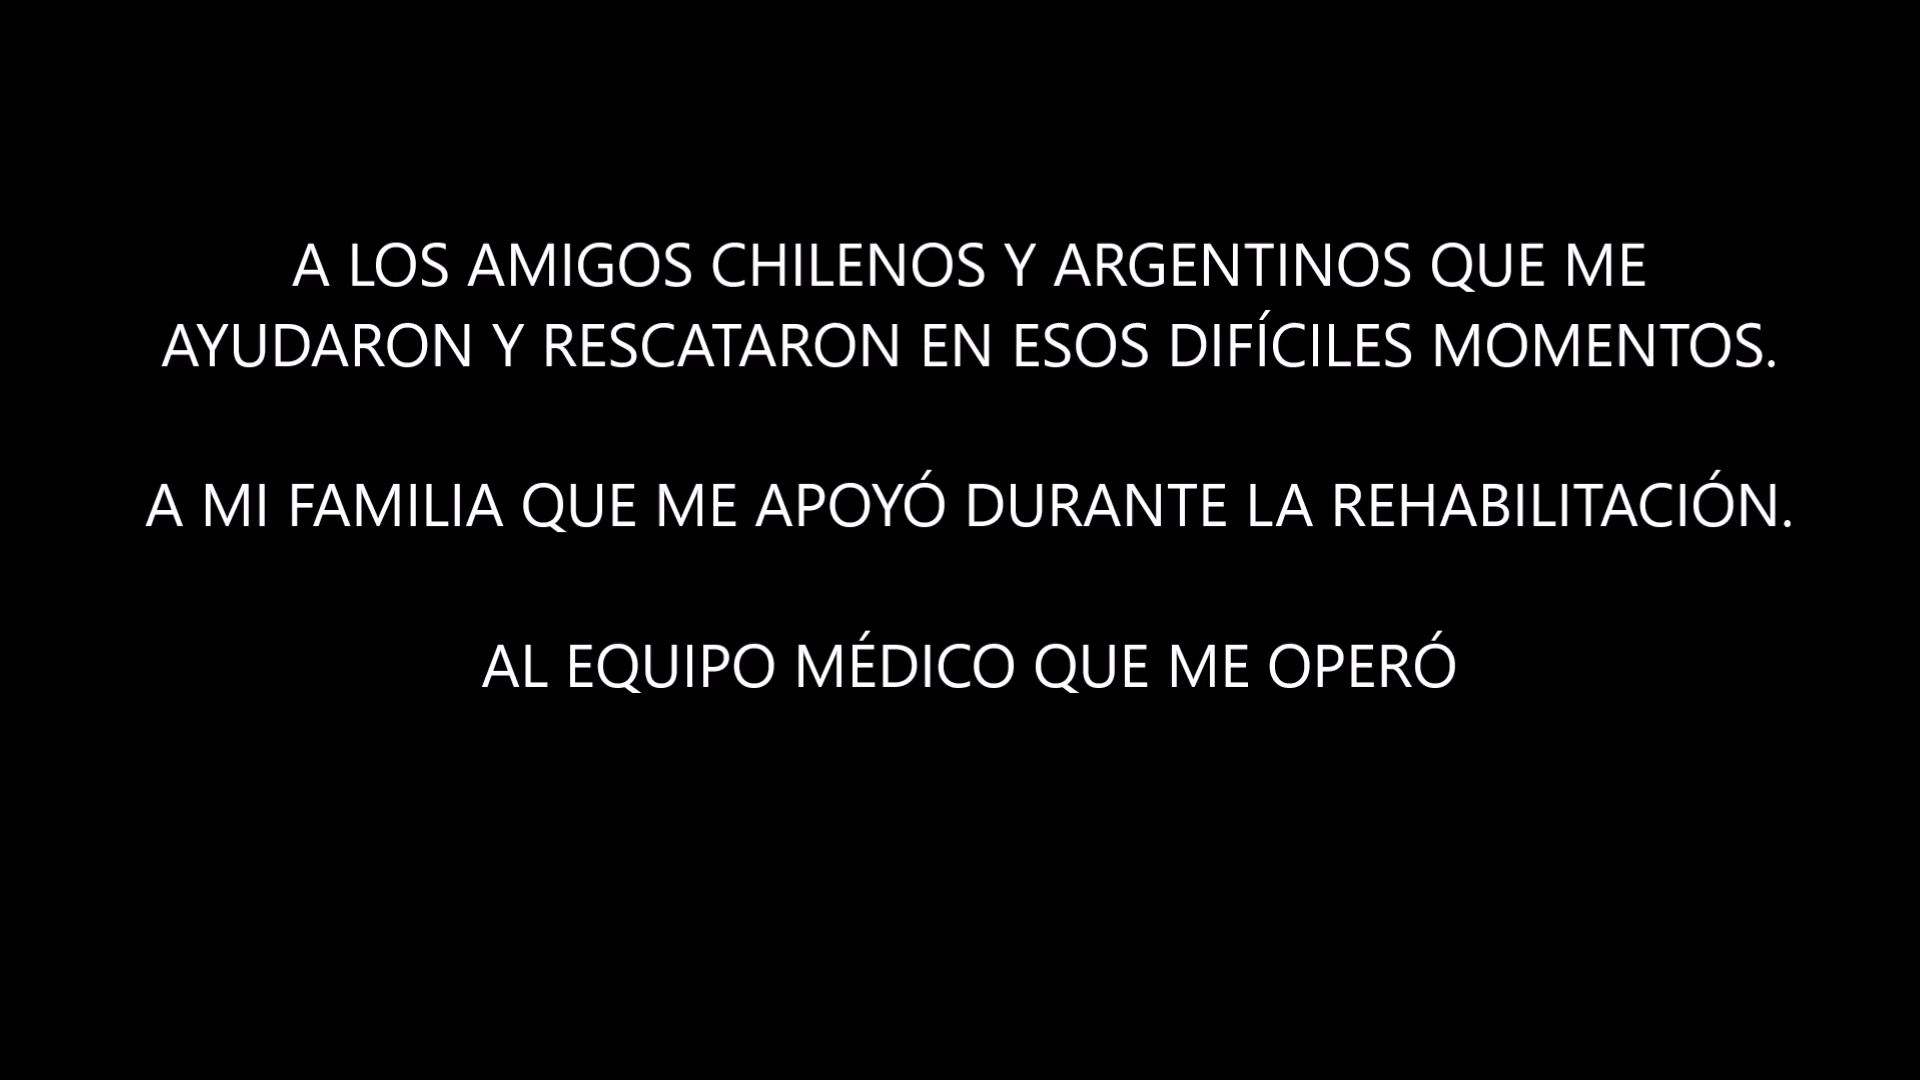 A LOS AMIGOS CHILENOS Y ARGENTINOS QUE ME
AYUDARON Y RESCATARON EN ESOS DIFÍCILES MOMENTOS.
A MI FAMILIA QUE ME APOYÓ DURANTE LA REHABILITACIÓN.
AL EQUIPO MÉDICO QUE ME OPERÓ